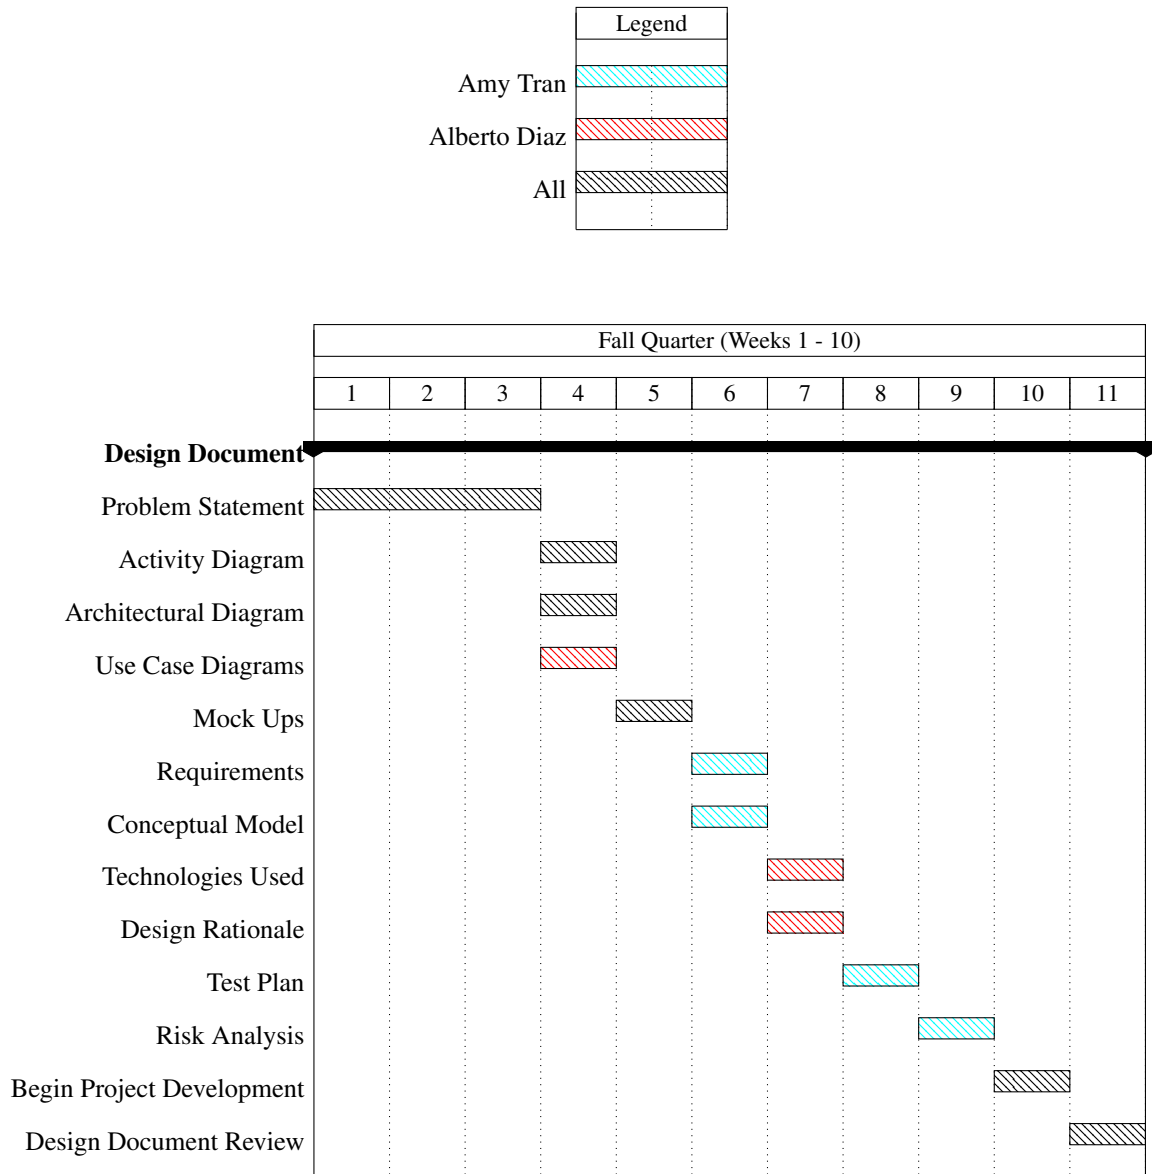 Legend
Amy Tran
Alberto Diaz
All
Fall Quarter (Weeks 1 - 10)
1 2 3 4 5 6 7 8 9 10 11
Design Document
Problem Statement
Activity Diagram
Architectural Diagram
Use Case Diagrams
Mock Ups
Requirements
Conceptual Model
Technologies Used
Design Rationale
Test Plan
Risk Analysis
Begin Project Development
Design Document Review